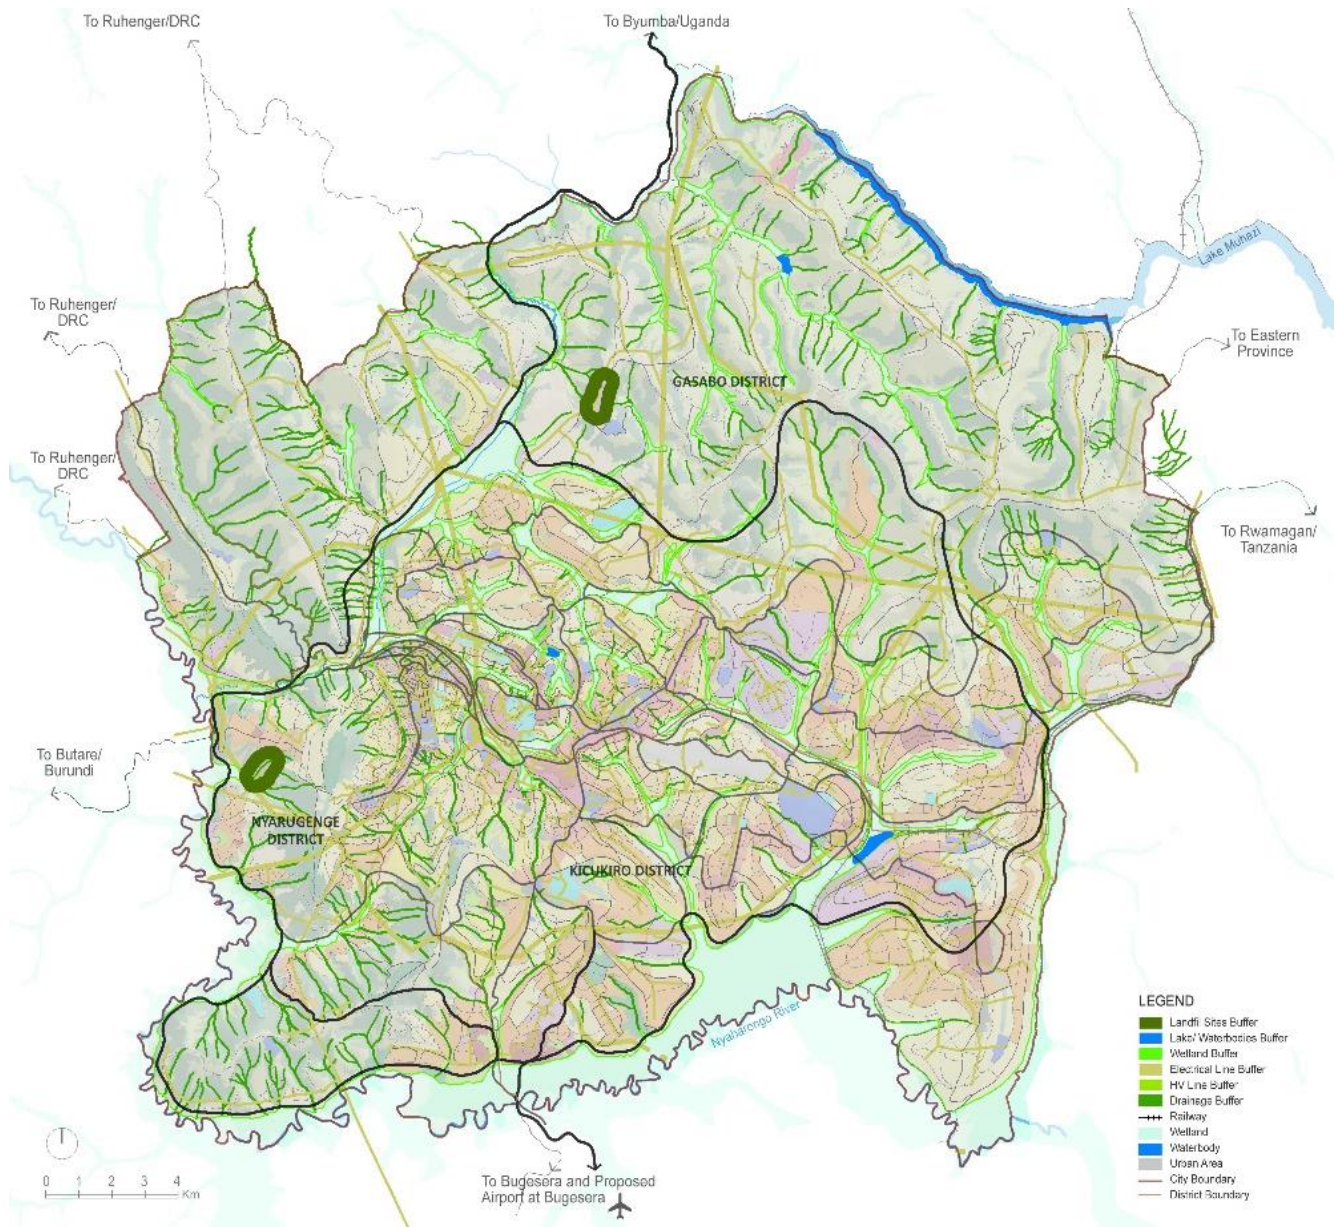 To Ruhenger/DRC
To Byumba/Uganda
Lake Muhazi
To Ruhenger/
DRC
To Eastern
Province
GASABO DISTRICT
To Ruhenger/
DRC
To Rwamagan/
Tanzania
To Butare/
Burundi
NYARUGENGE
DISTRICT
KICUKIRO DISTRICT
Nyabarongo River
To Bugesera and Proposed
Airport at Bugesera
0 1 2 3 4
Km
LEGEND
Landfil Sites Buffer
Lake/ Waterbodies Buffer
Wetland Buffer
Electrical Line Buffer
HV Line Buffer
Drainage Buffer
Railway
Wetland
Waterbody
Urban Area
City Boundary
District Boundary